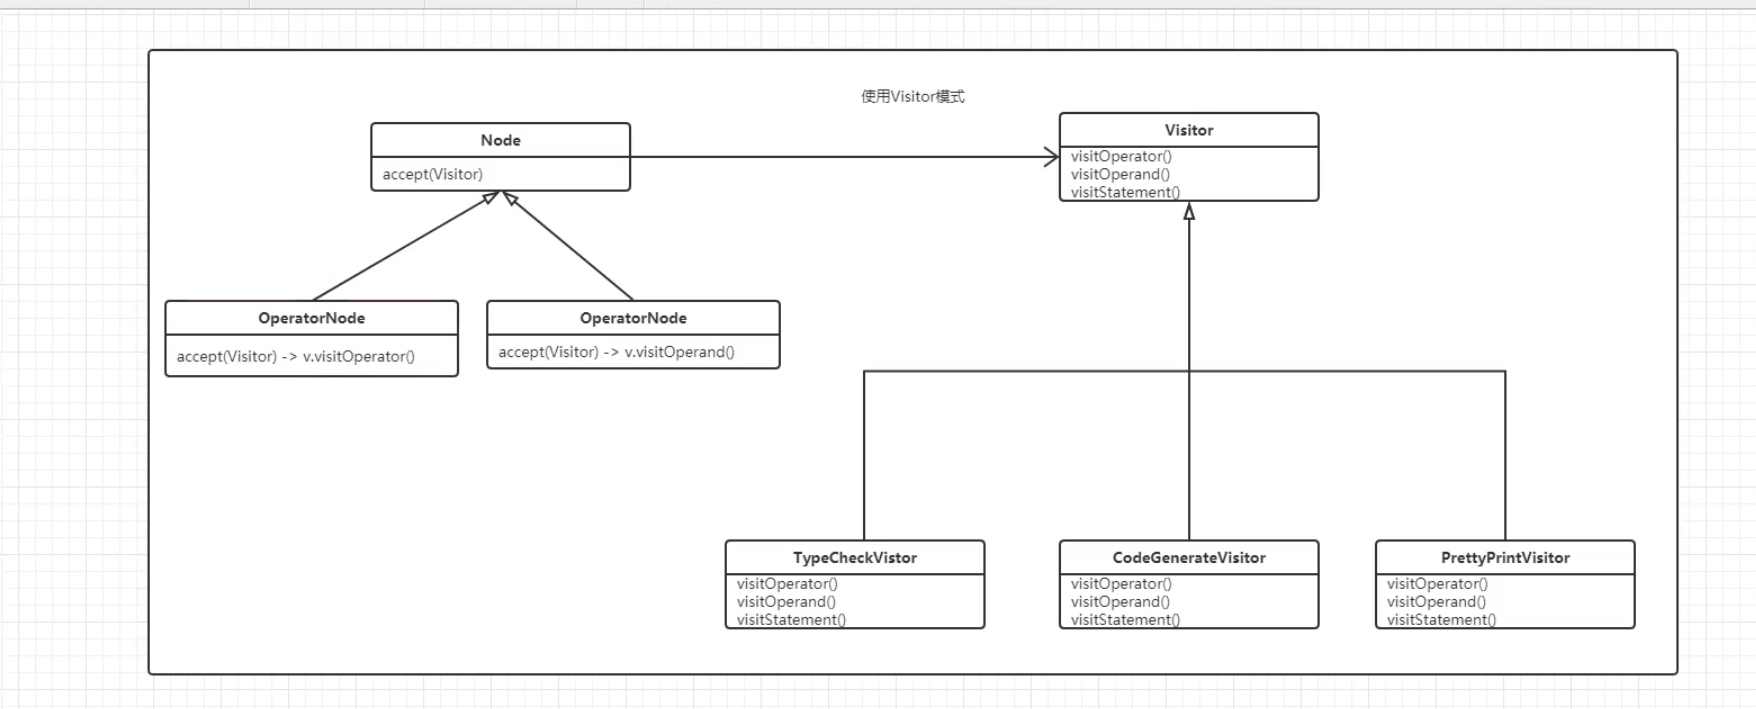 使用Visitor模式
Node
accept(Visitor)
Visitor
visitOperator()
visitOperand()
visitStatement()
OperatorNode
accept(Visitor) -> v.visitOperator()
OperatorNode
accept(Visitor) -> v.visitOperand()
TypeCheckVistor
visitOperator()
visitOperand()
visitStatement()
CodeGenerateVisitor
visitOperator()
visitOperand()
visitStatement()
PrettyPrintVisitor
visitOperator()
visitOperand()
visitStatement()